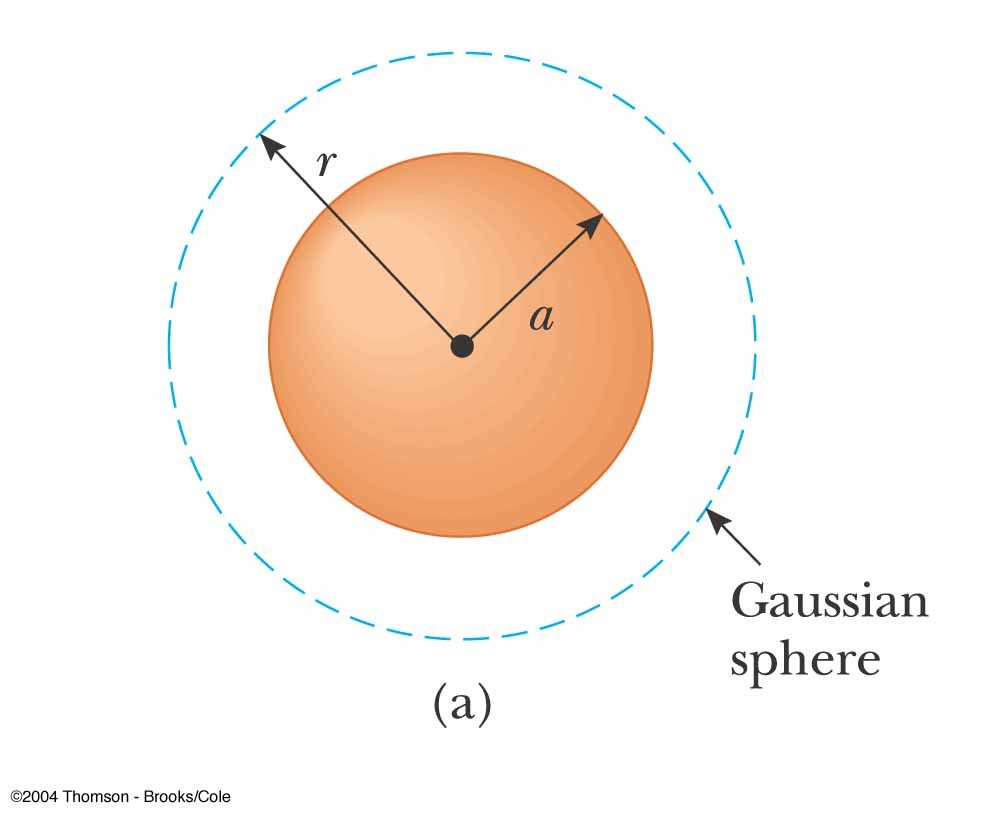 r
a
Gaussian
sphere
(a)
©2004 Thomson - Brooks/Cole